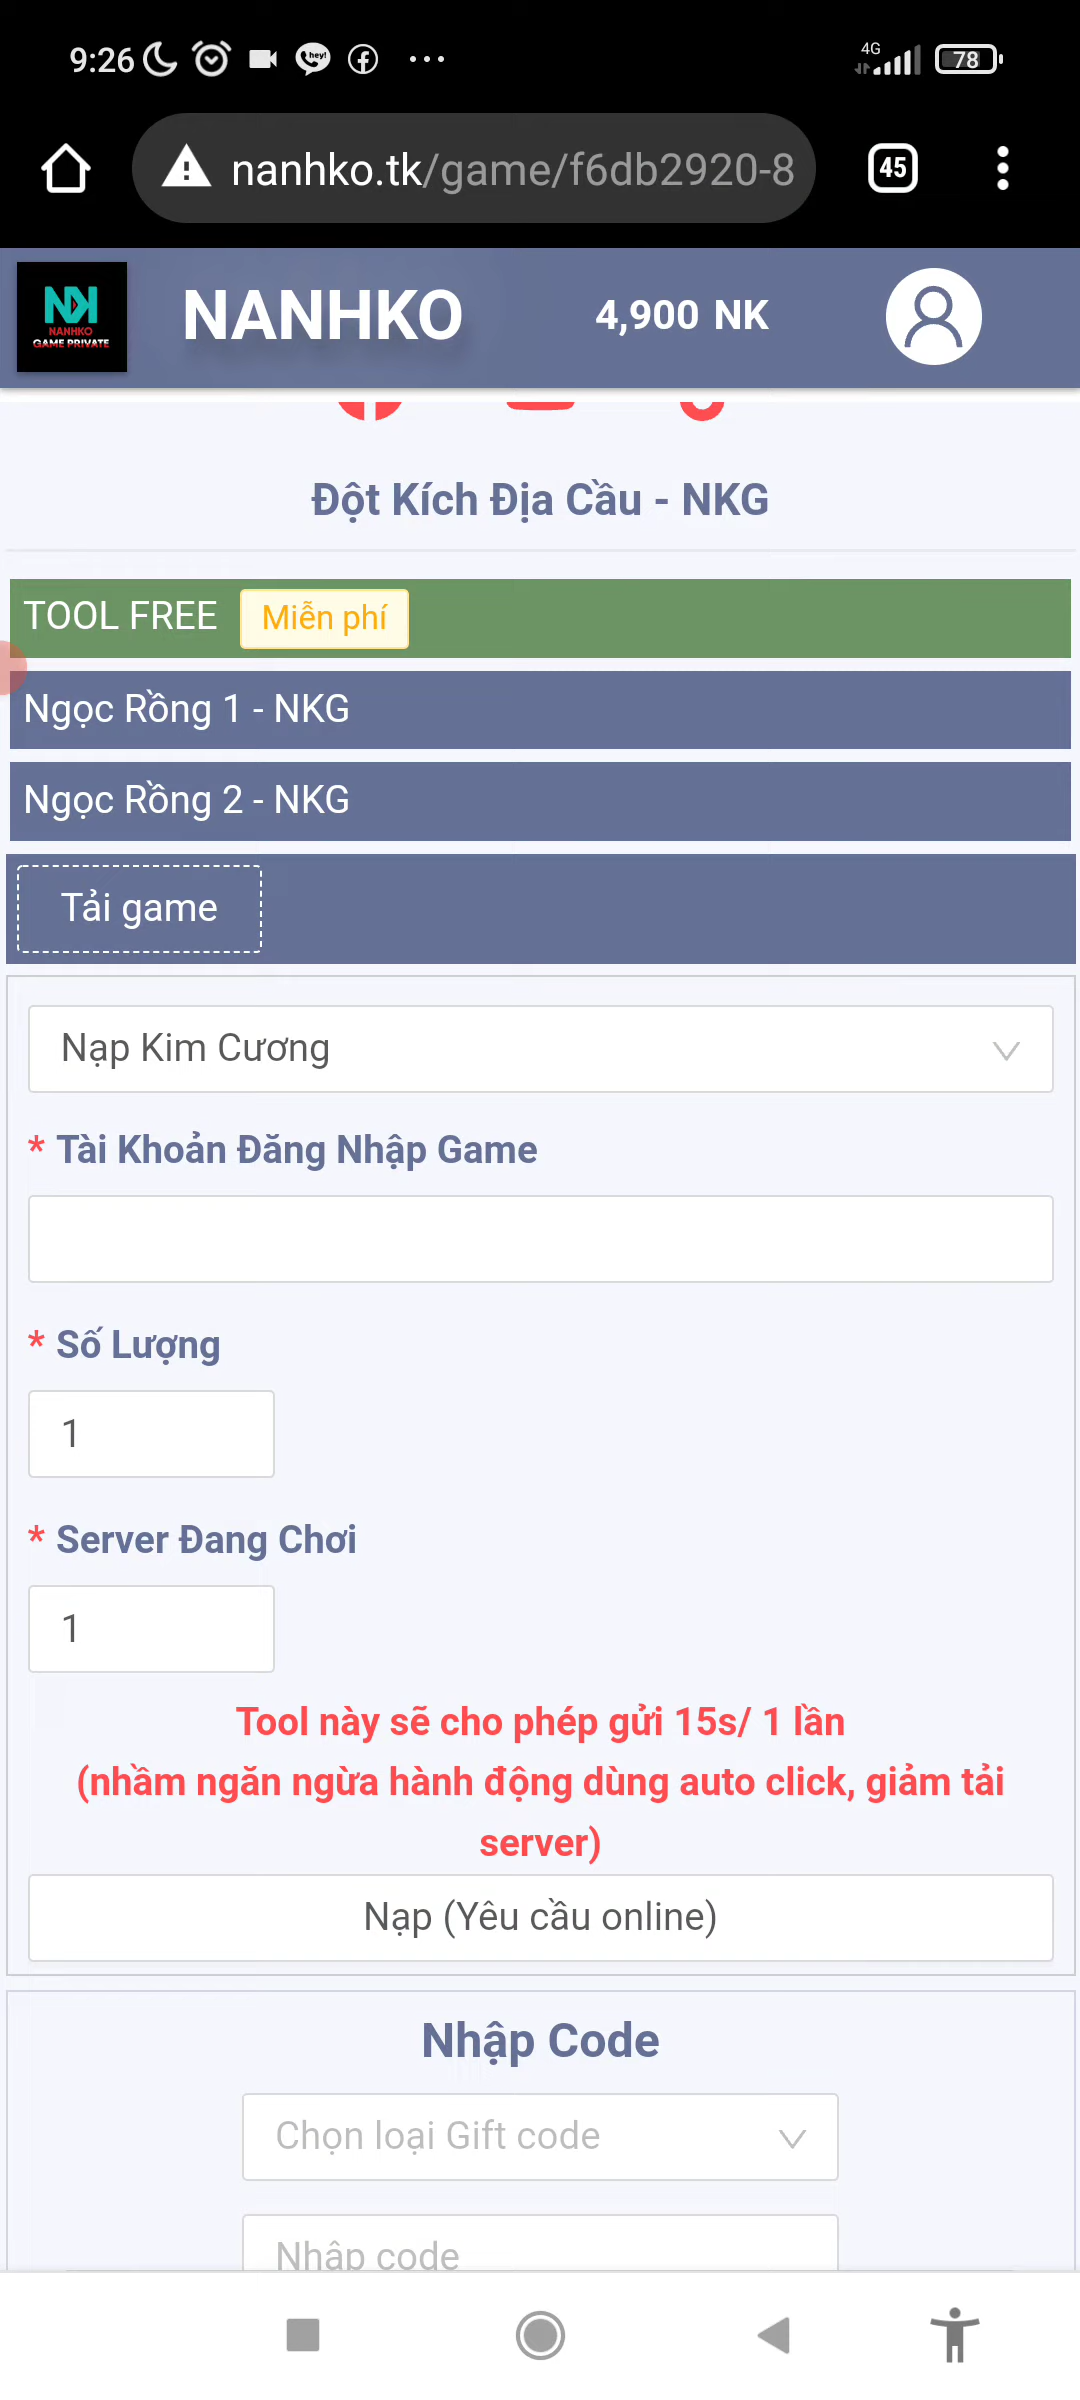 9:26
hey!
4G
78
nanhko.tk/game/f6db2920-8
45
NANHKO
GAME PRIVATE
NANHKO
4,900 NK
Đột Kích Địa Cầu - NKG
TOOL FREE
Miễn phí
Ngọc Rồng 1 - NKG
Ngọc Rồng 2 - NKG
Tải game
Nạp Kim Cương
* Tài Khoản Đăng Nhập Game
* Số Lượng
1
* Server Đang Chơi
1
Tool này sẽ cho phép gửi 15s/ 1 lần
(nhầm ngăn ngừa hành động dùng auto click, giảm tải
server)
Nạp (Yêu cầu online)
Nhập Code
Chọn loại Gift code
Nhập code